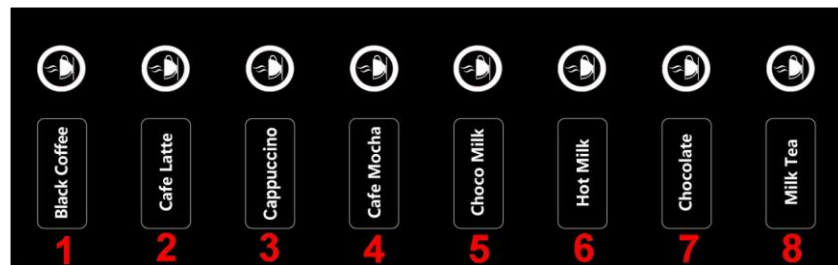 Black Coffee
Cafe Latte
Cappuccino
Cafe Mocha
Choco Milk
Hot Milk
Chocolate
Milk Tea
1 2 3 4 5 6 7 8